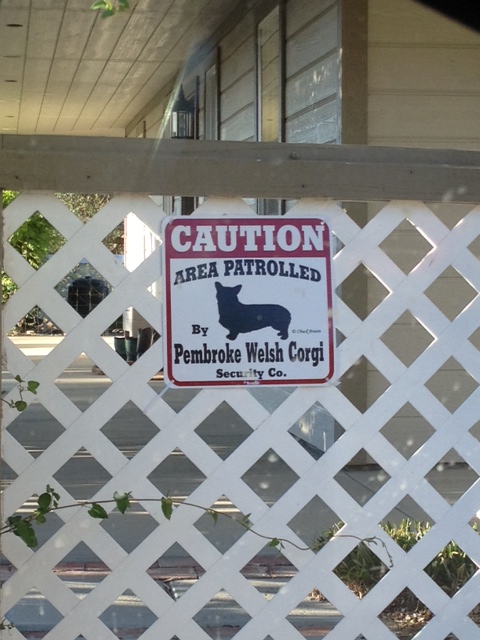 CAUTION
AREA PATROLLED
By
Pembroke Welsh Corgi
Security Co.